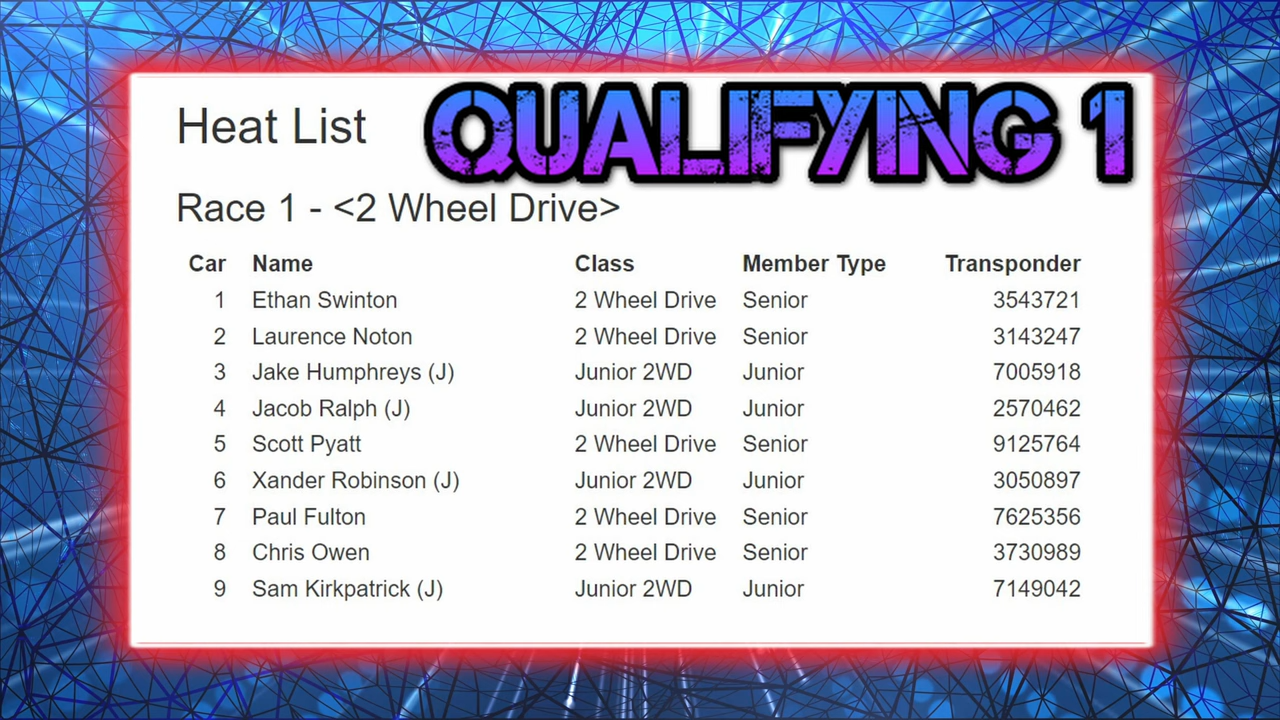 Heat List
QUALIFYING 1
Race 1 - <2 Wheel Drive>
Car Name Class Member Type Transponder
1 Ethan Swinton 2 Wheel Drive Senior 3543721
2 Laurence Noton 2 Wheel Drive Senior 3143247
3 Jake Humphreys (J) Junior 2WD Junior 7005918
4 Jacob Ralph (J) Junior 2WD Junior 2570462
5 Scott Pyatt 2 Wheel Drive Senior 9125764
6 Xander Robinson (J) Junior 2WD Junior 3050897
7 Paul Fulton 2 Wheel Drive Senior 7625356
8 Chris Owen 2 Wheel Drive Senior 3730989
9 Sam Kirkpatrick (J) Junior 2WD Junior 7149042